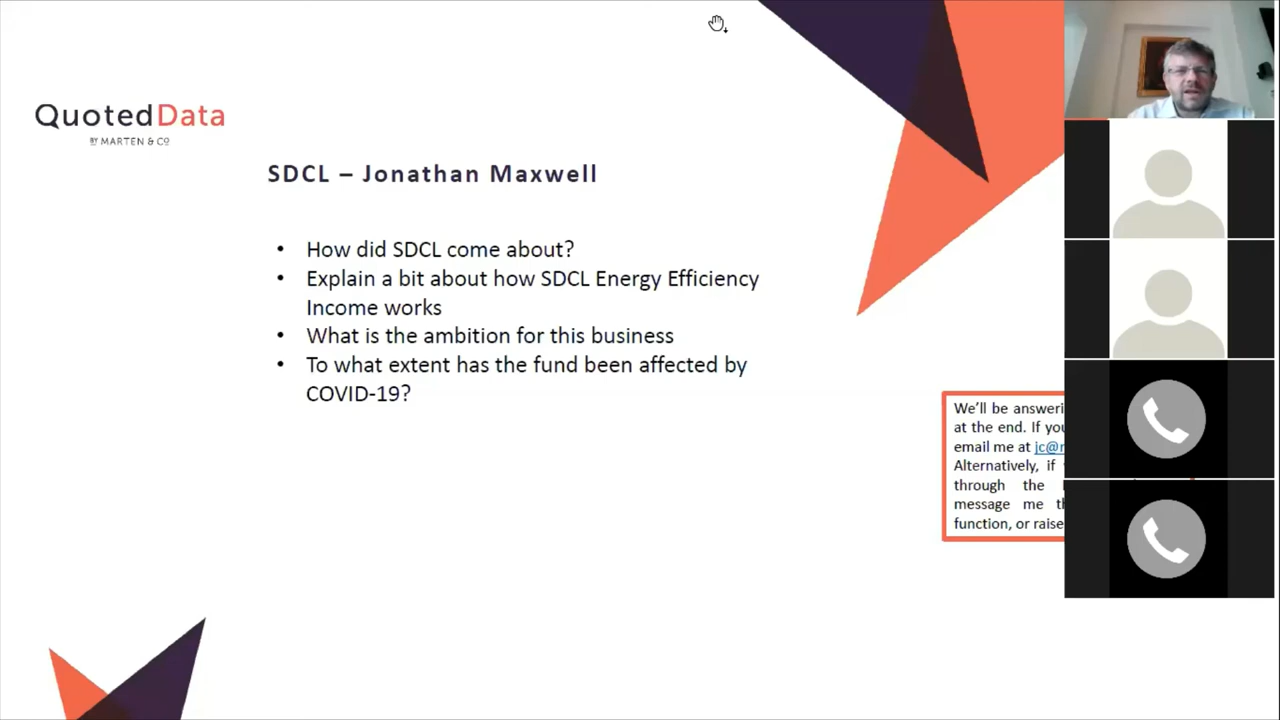 QuotedData
BY MARTEN & CO
SDCL – Jonathan Maxwell
• How did SDCL come about?
• Explain a bit about how SDCL Energy Efficiency
Income works
• What is the ambition for this business
• To what extent has the fund been affected by
COVID-19?
We'll be answeri
at the end. If you
email me at jc@
Alternatively, if
through the
message me
function, or raise